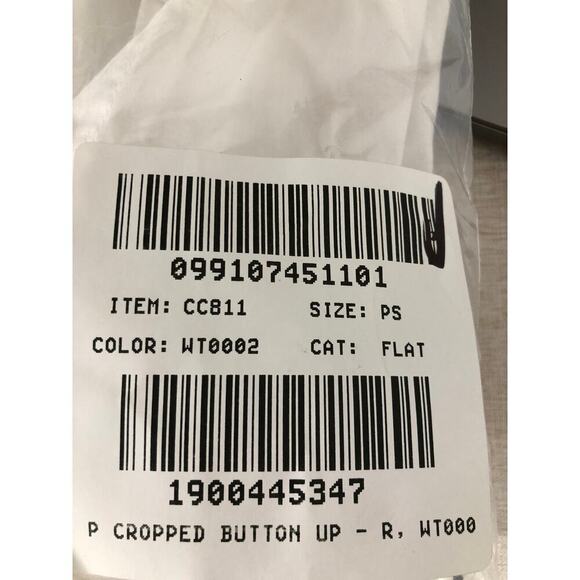 099107451101
ITEM: CC811 SIZE: PS
COLOR: WT0002 CAT: FLAT
1900445347
P CROPPED BUTTON UP - R, WT000